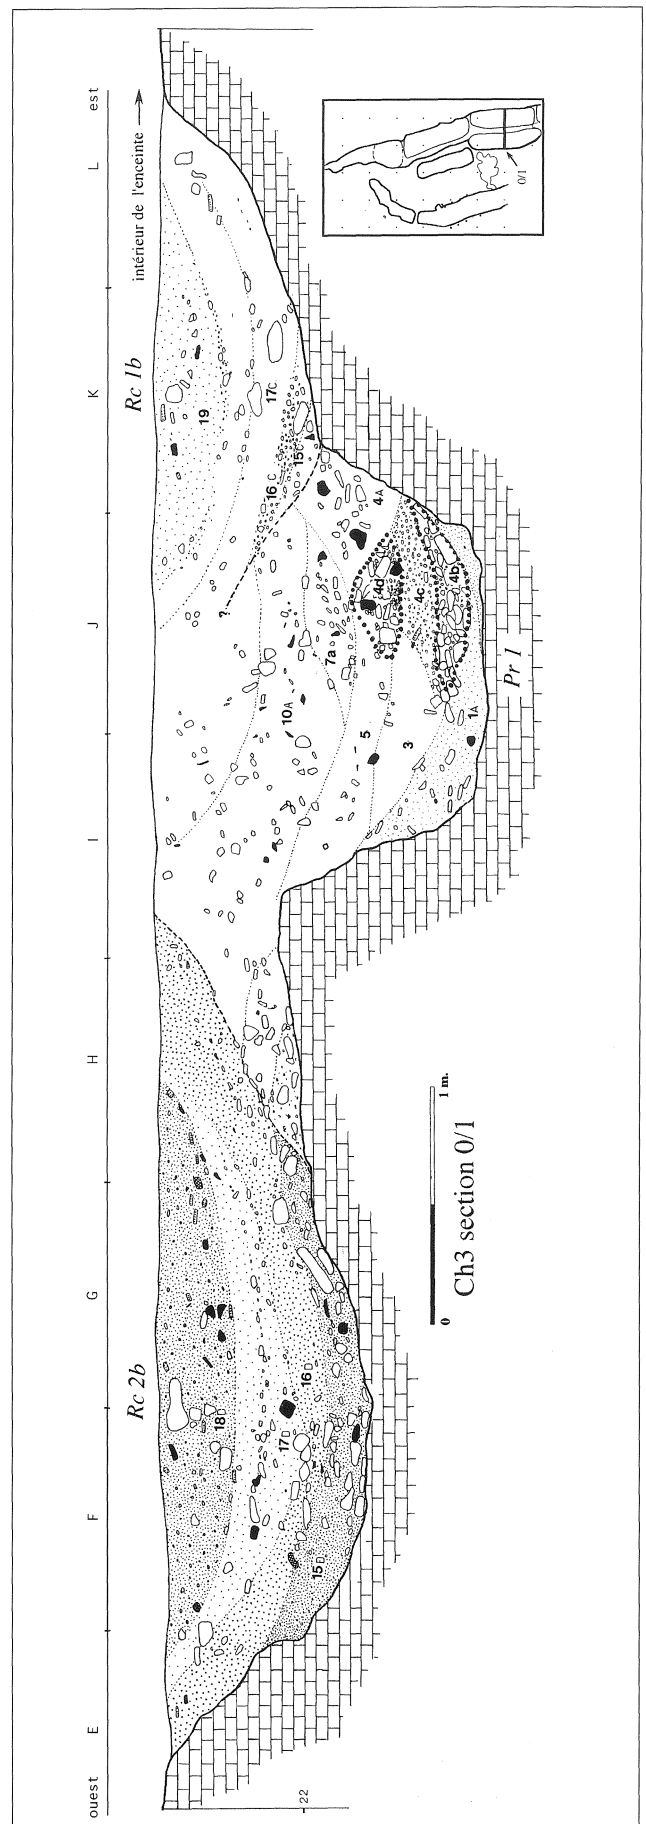 ouest E F G H I J K L est
intérieur de l'enceinte
Rc 2b
Rc 1b
19
17C
16 C
15C
18D
17D
16D
15D
10A
7a
5
3
4A
4d
4c
4b
1A
Pr 1
?
22
0/1
0 1 m.
Ch3 section 0/1